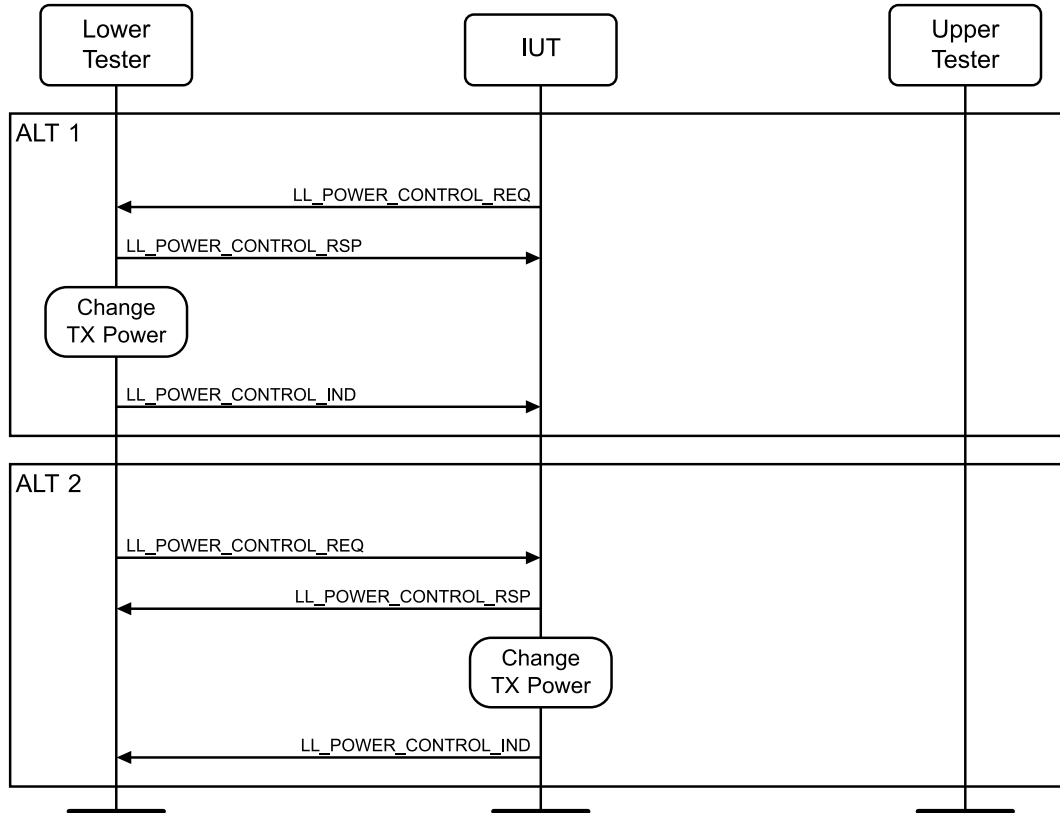 Lower
Tester
IUT
Upper
Tester
ALT 1
LL_POWER_CONTROL_REQ
LL_POWER_CONTROL_RSP
Change
TX Power
LL_POWER_CONTROL_IND
ALT 2
LL_POWER_CONTROL_REQ
LL_POWER_CONTROL_RSP
Change
TX Power
LL_POWER_CONTROL_IND